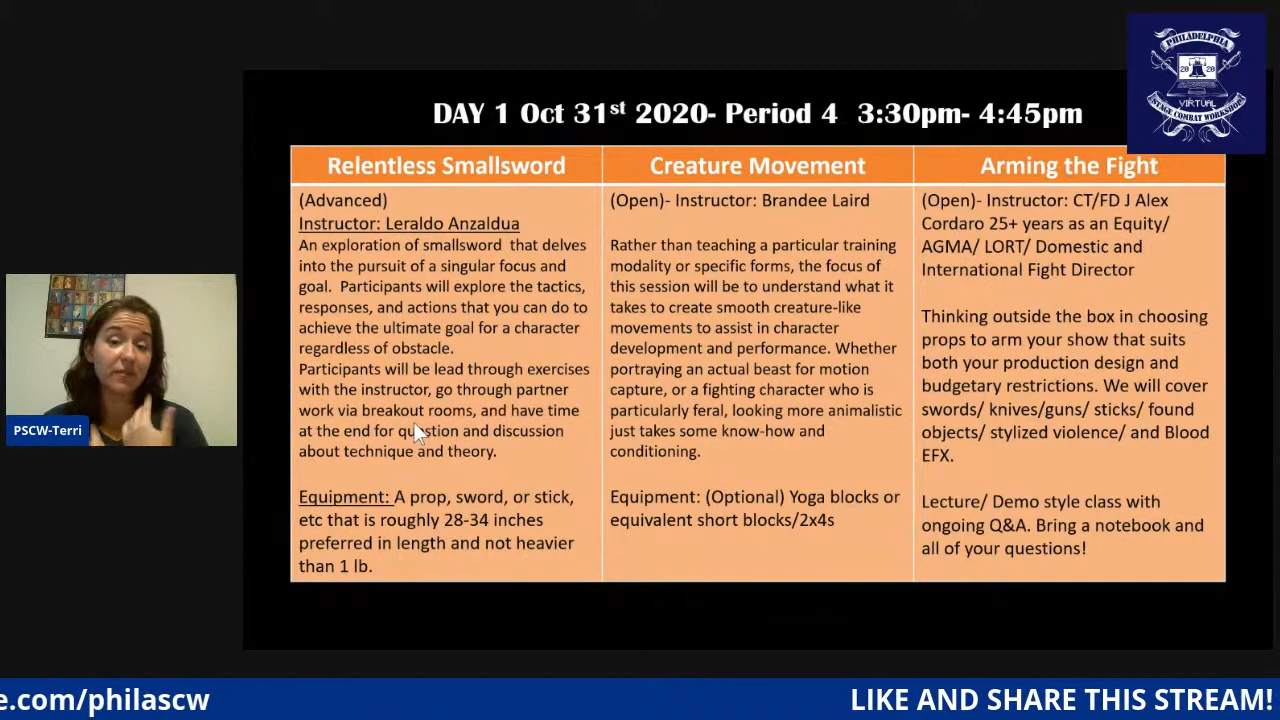 PHILADELPHIA
20 20
VIRTUAL
STAGE COMBAT WORKSHOP
DAY 1 Oct 31st 2020- Period 4 3:30pm- 4:45pm
Relentless Smallsword
(Advanced)
Instructor: Leraldo Anzaldua
An exploration of smallsword that delves
into the pursuit of a singular focus and
goal. Participants will explore the tactics,
responses, and actions that you can do to
achieve the ultimate goal for a character
regardless of obstacle.
Participants will be lead through exercises
with the instructor, go through partner
work via breakout rooms, and have time
at the end for question and discussion
about technique and theory.
Equipment: A prop, sword, or stick,
etc that is roughly 28-34 inches
preferred in length and not heavier
than 1 lb.
Creature Movement
(Open)- Instructor: Brandee Laird
Rather than teaching a particular training
modality or specific forms, the focus of
this session will be to understand what it
takes to create smooth creature-like
movements to assist in character
development and performance. Whether
portraying an actual beast for motion
capture, or a fighting character who is
particularly feral, looking more animalistic
just takes some know-how and
conditioning.
Equipment: (Optional) Yoga blocks or
equivalent short blocks/2x4s
Arming the Fight
(Open)- Instructor: CT/FD J Alex
Cordaro 25+ years as an Equity/
AGMA/ LORT/ Domestic and
International Fight Director
Thinking outside the box in choosing
props to arm your show that suits
both your production design and
budgetary restrictions. We will cover
swords/ knives/guns/ sticks/ found
objects/ stylized violence/ and Blood
EFX.
Lecture/ Demo style class with
ongoing Q&A. Bring a notebook and
all of your questions!
PSCW-Terri
e.com/philascw
LIKE AND SHARE THIS STREAM!